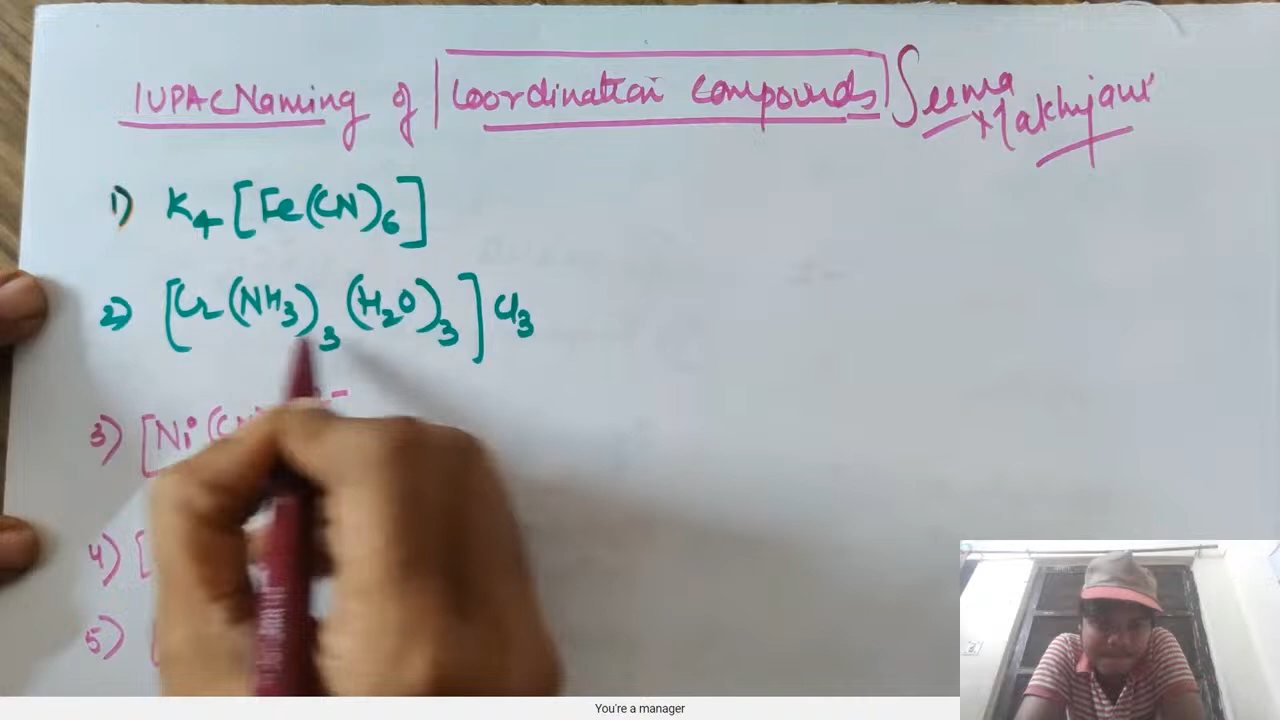 IUPAC Naming of Coordination Compounds Seema Makhijani
1) K4[Fe(CN)6]
2) [Cr(NH3)3(H2O)3]Cl3
3) [Ni(C
4) [
5)
You're a manager